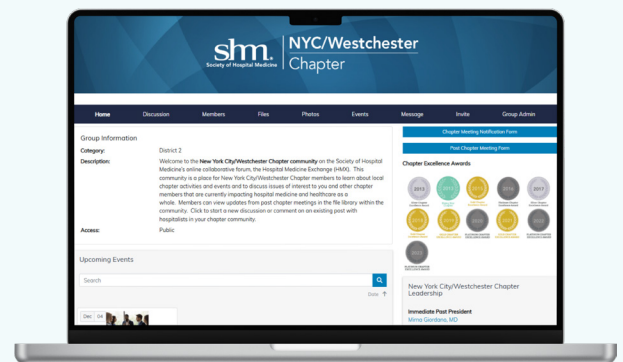 shm.
Society of Hospital Medicine
NYC/Westchester
Chapter
Home Discussion Members Files Photos Events Message Invite Group Admin
Group Information
Category: District 2
Description: Welcome to the New York City/Westchester Chapter community on the Society of Hospital
Medicine's online collaborative forum, the Hospital Medicine Exchange (HMX). This
community is a place for New York City/Westchester Chapter members to learn about local
chapter activities and events and to discuss issues of interest to you and other chapter
members that are currently impacting hospital medicine and healthcare as a
whole. Members can view updates from past chapter meetings in the file library within the
community. Click to start a new discussion or comment on an existing post with
hospitalists in your chapter community.
Access: Public
Upcoming Events
Search
Date
Dec 04
Chapter Meeting Notification Form
Post Chapter Meeting Form
Chapter Excellence Awards
2013 2015 2016 2017
New York City/Westchester Chapter
Leadership
Immediate Past President